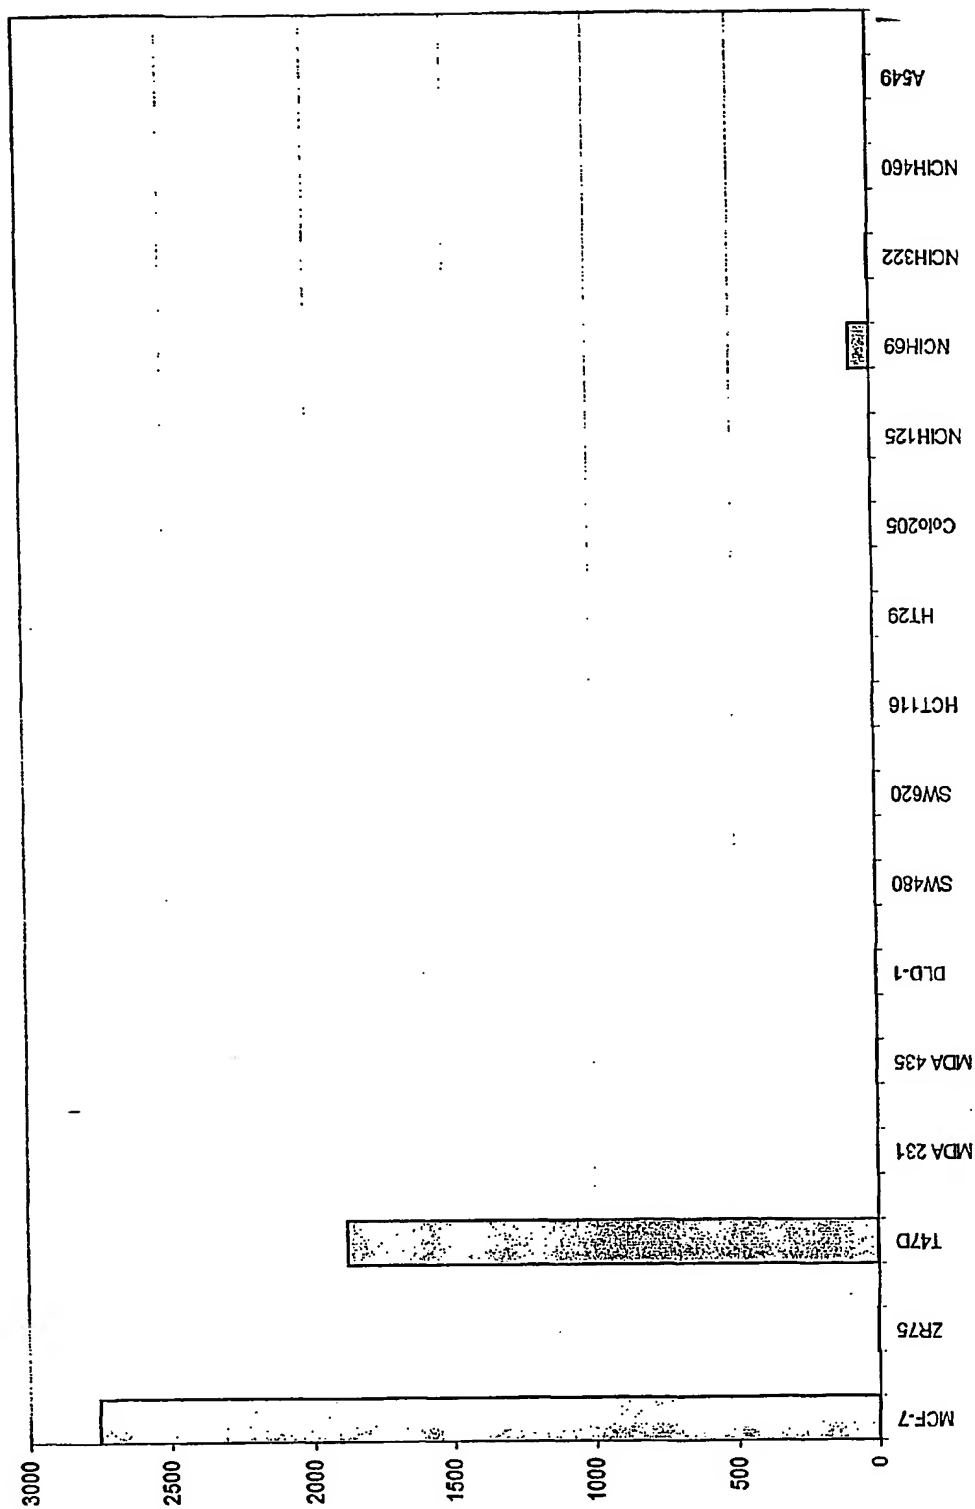 3000
2500
2000
1500
1000
500
0
MCF-7
ZR75
T47D
MDA 231
MDA 435
DLD-1
SW480
SW620
HCT116
HT29
Colo205
NCIH125
NCIH69
NCIH322
NCIH460
A549